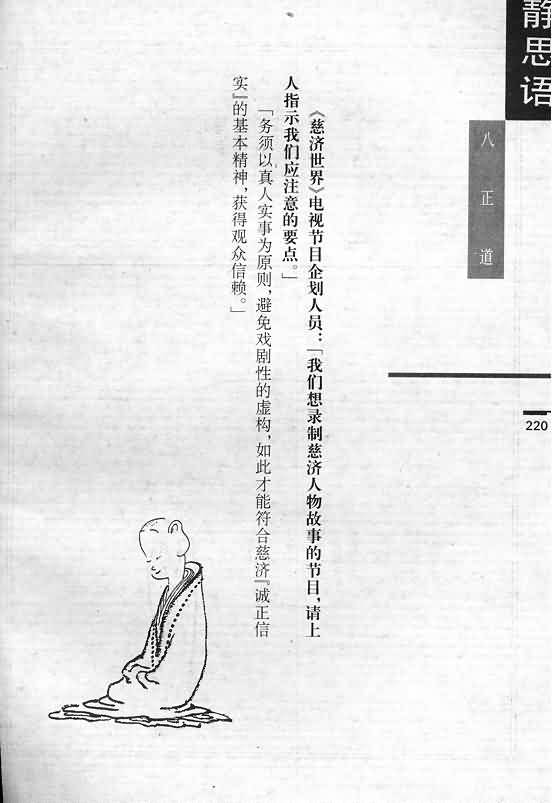 静思语
八正道
220
《慈济世界》电视节目企划人员：「我们想录制慈济人物故事的节目，请上
人指示我们应注意的要点。」
「务须以真人实事为原则，避免戏剧性的虚构，如此才能符合慈济『诚正信
实』的基本精神，获得观众信赖。」